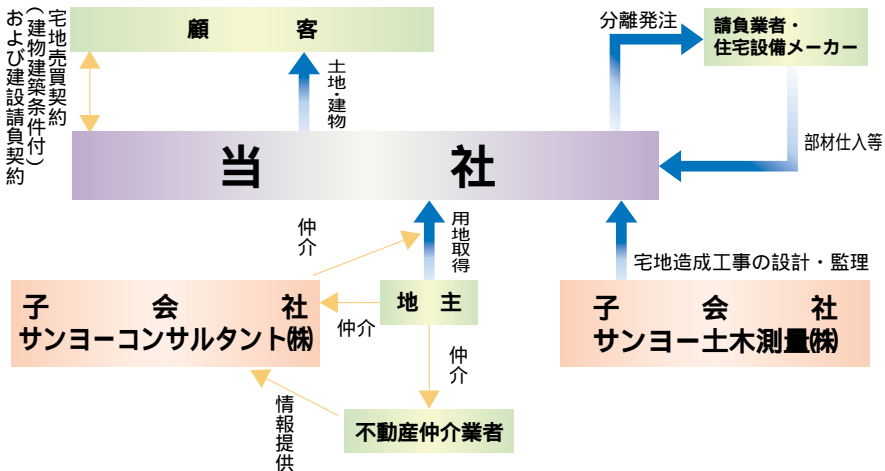 宅地売買契約
(建物建築条件付)
および建設請負契約
顧客
土地・建物
分離発注
請負業者・
住宅設備メーカー
部材仕入等
当社
仲介
用地取得
宅地造成工事の設計・監理
子会社
サンヨーコンサルタント㈱
仲介
地主
子会社
サンヨー土木測量㈱
仲介
情報提供
不動産仲介業者